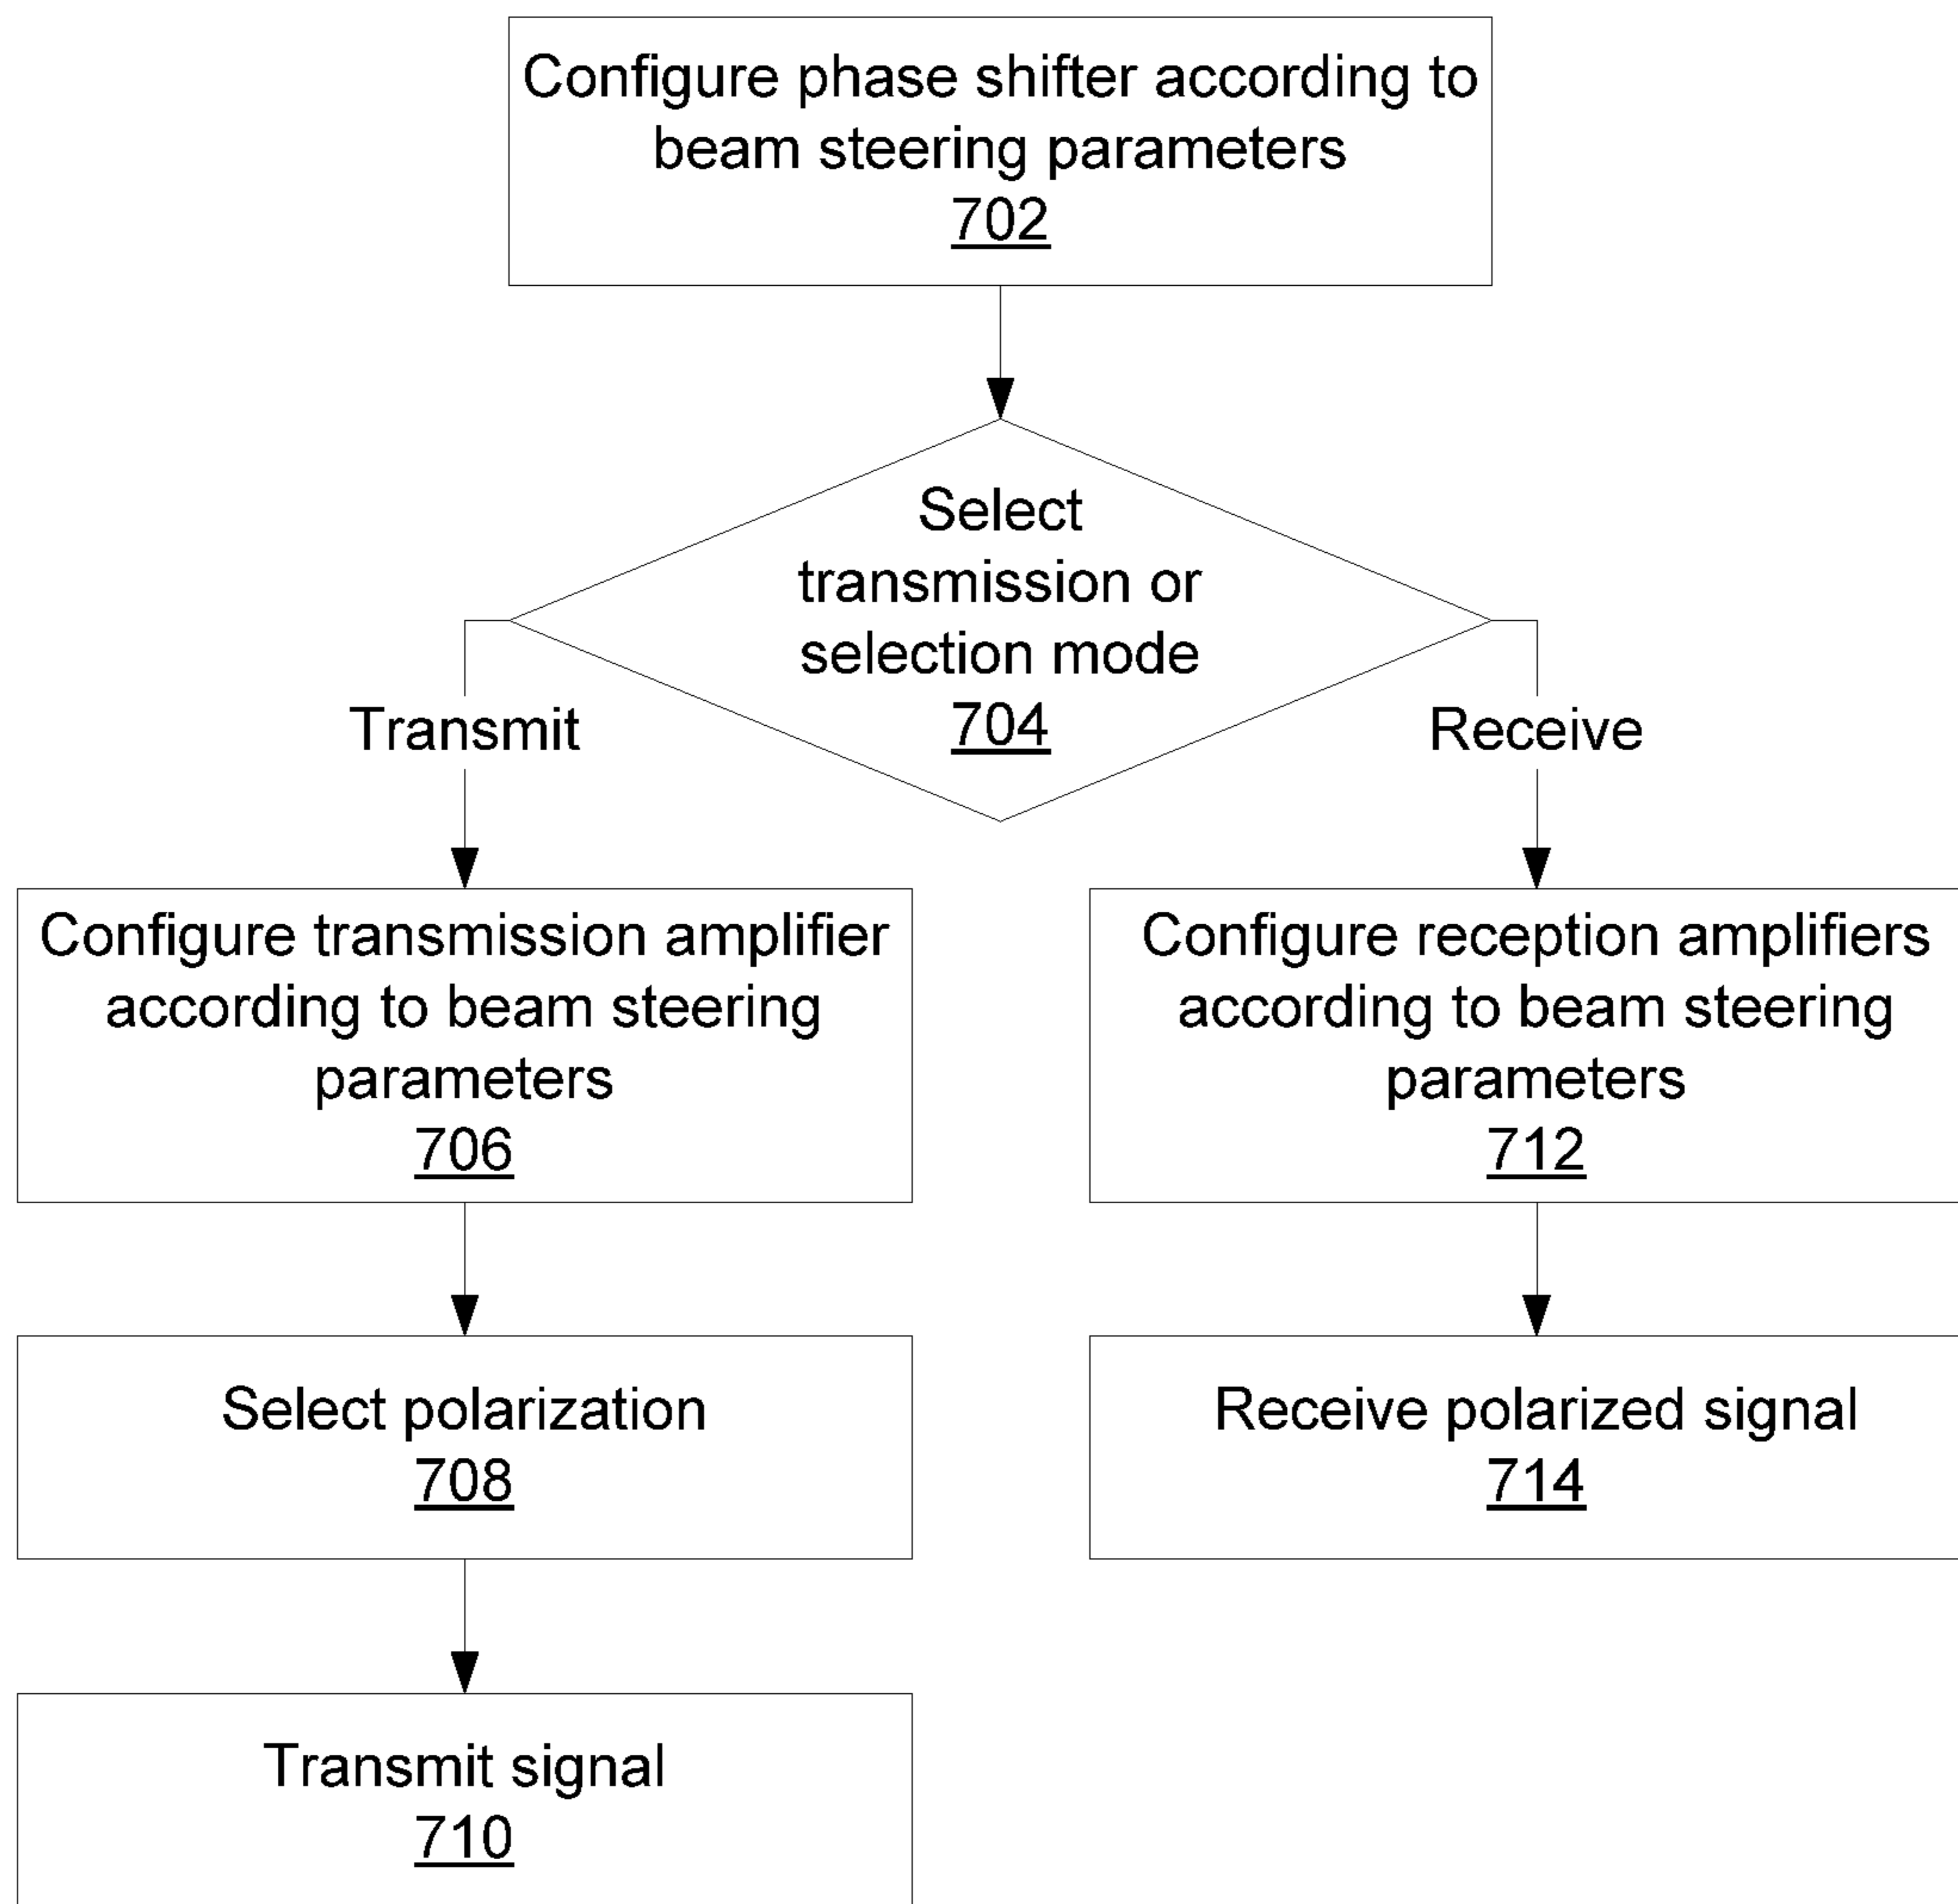 Configure phase shifter according to
beam steering parameters
702
Select
transmission or
selection mode
704
Transmit
Receive
Configure transmission amplifier
according to beam steering
parameters
706
Configure reception amplifiers
according to beam steering
parameters
712
Select polarization
708
Receive polarized signal
714
Transmit signal
710